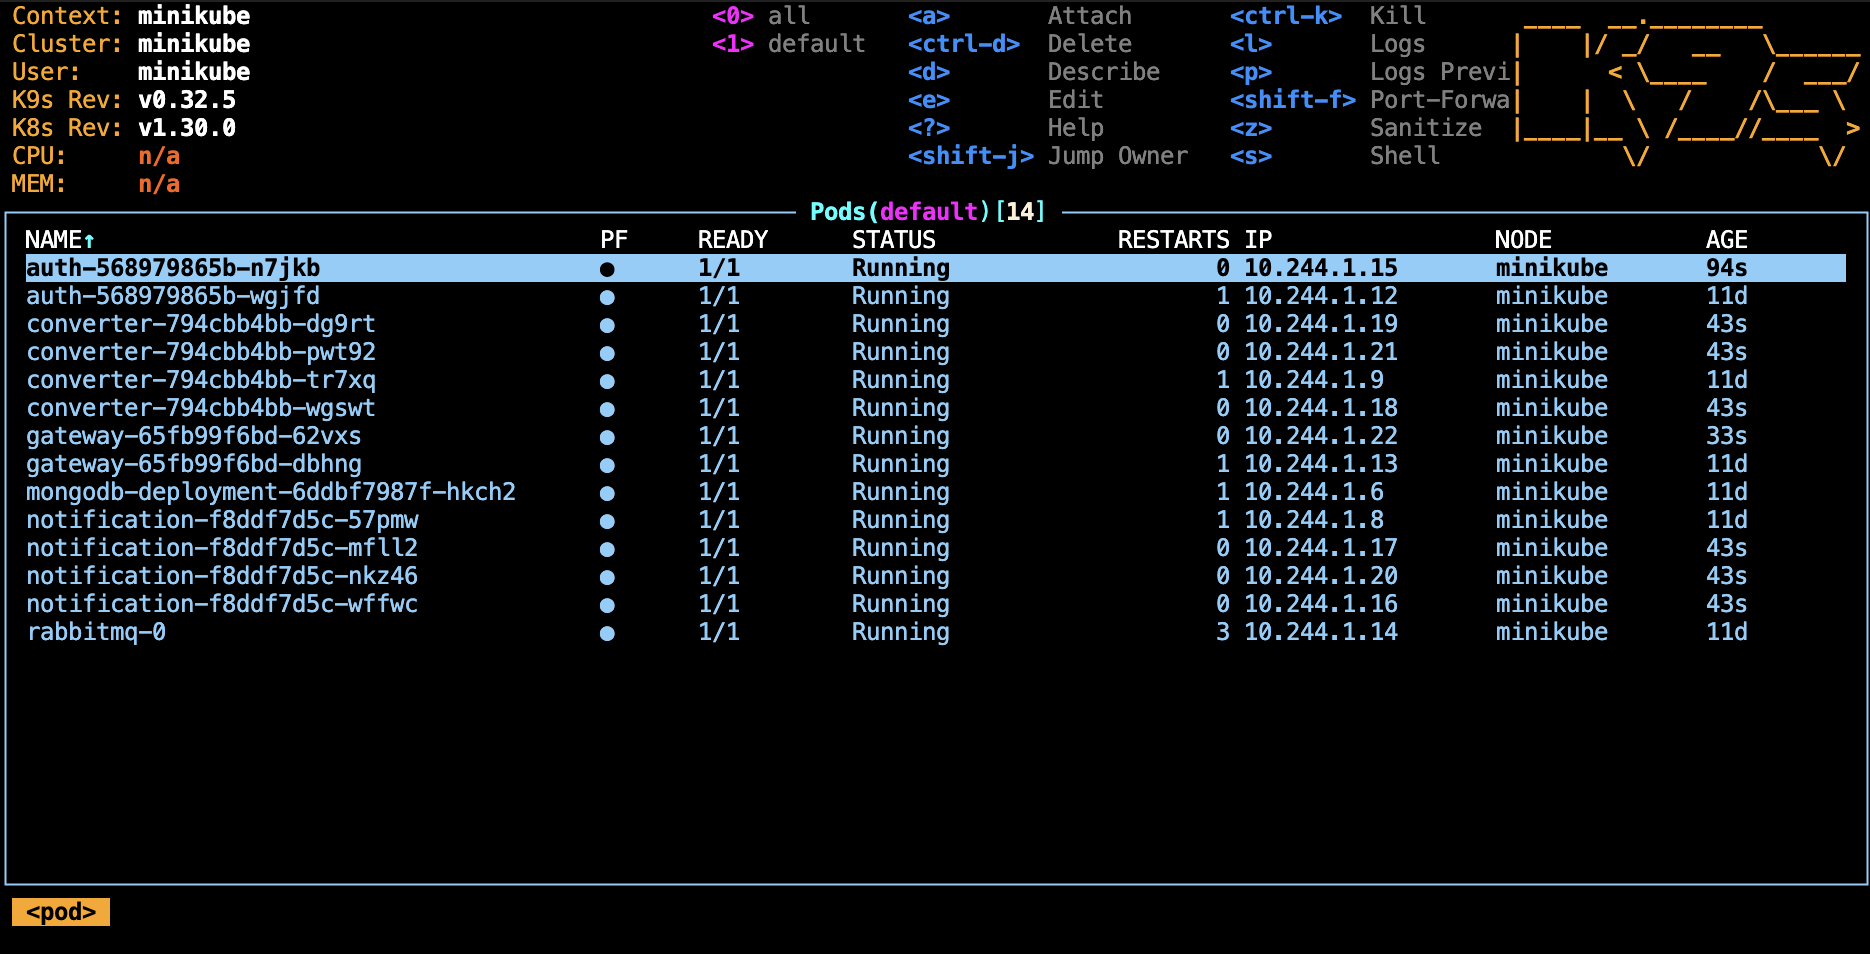 Context: minikube <0> all <a> Attach <ctrl-k> Kill
Cluster: minikube <1> default <ctrl-d> Delete <l> Logs
User: minikube <d> Describe <p> Logs Previ
K9s Rev: v0.32.5 <e> Edit <shift-f> Port-Forwa
K8s Rev: v1.30.0 <?> Help <z> Sanitize
CPU: n/a <shift-j> Jump Owner <s> Shell
MEM: n/a
Pods(default)[14]
NAME↑ PF READY STATUS RESTARTS IP NODE AGE
auth-568979865b-n7jkb ● 1/1 Running 0 10.244.1.15 minikube 94s
auth-568979865b-wgjfd ● 1/1 Running 1 10.244.1.12 minikube 11d
converter-794cbb4bb-dg9rt ● 1/1 Running 0 10.244.1.19 minikube 43s
converter-794cbb4bb-pwt92 ● 1/1 Running 0 10.244.1.21 minikube 43s
converter-794cbb4bb-tr7xq ● 1/1 Running 1 10.244.1.9 minikube 11d
converter-794cbb4bb-wgswt ● 1/1 Running 0 10.244.1.18 minikube 43s
gateway-65fb99f6bd-62vxs ● 1/1 Running 0 10.244.1.22 minikube 33s
gateway-65fb99f6bd-dbhng ● 1/1 Running 1 10.244.1.13 minikube 11d
mongodb-deployment-6ddbf7987f-hkch2 ● 1/1 Running 1 10.244.1.6 minikube 11d
notification-f8ddf7d5c-57pmw ● 1/1 Running 1 10.244.1.8 minikube 11d
notification-f8ddf7d5c-mfll2 ● 1/1 Running 0 10.244.1.17 minikube 43s
notification-f8ddf7d5c-nkz46 ● 1/1 Running 0 10.244.1.20 minikube 43s
notification-f8ddf7d5c-wffwc ● 1/1 Running 0 10.244.1.16 minikube 43s
rabbitmq-0 ● 1/1 Running 3 10.244.1.14 minikube 11d
<pod>